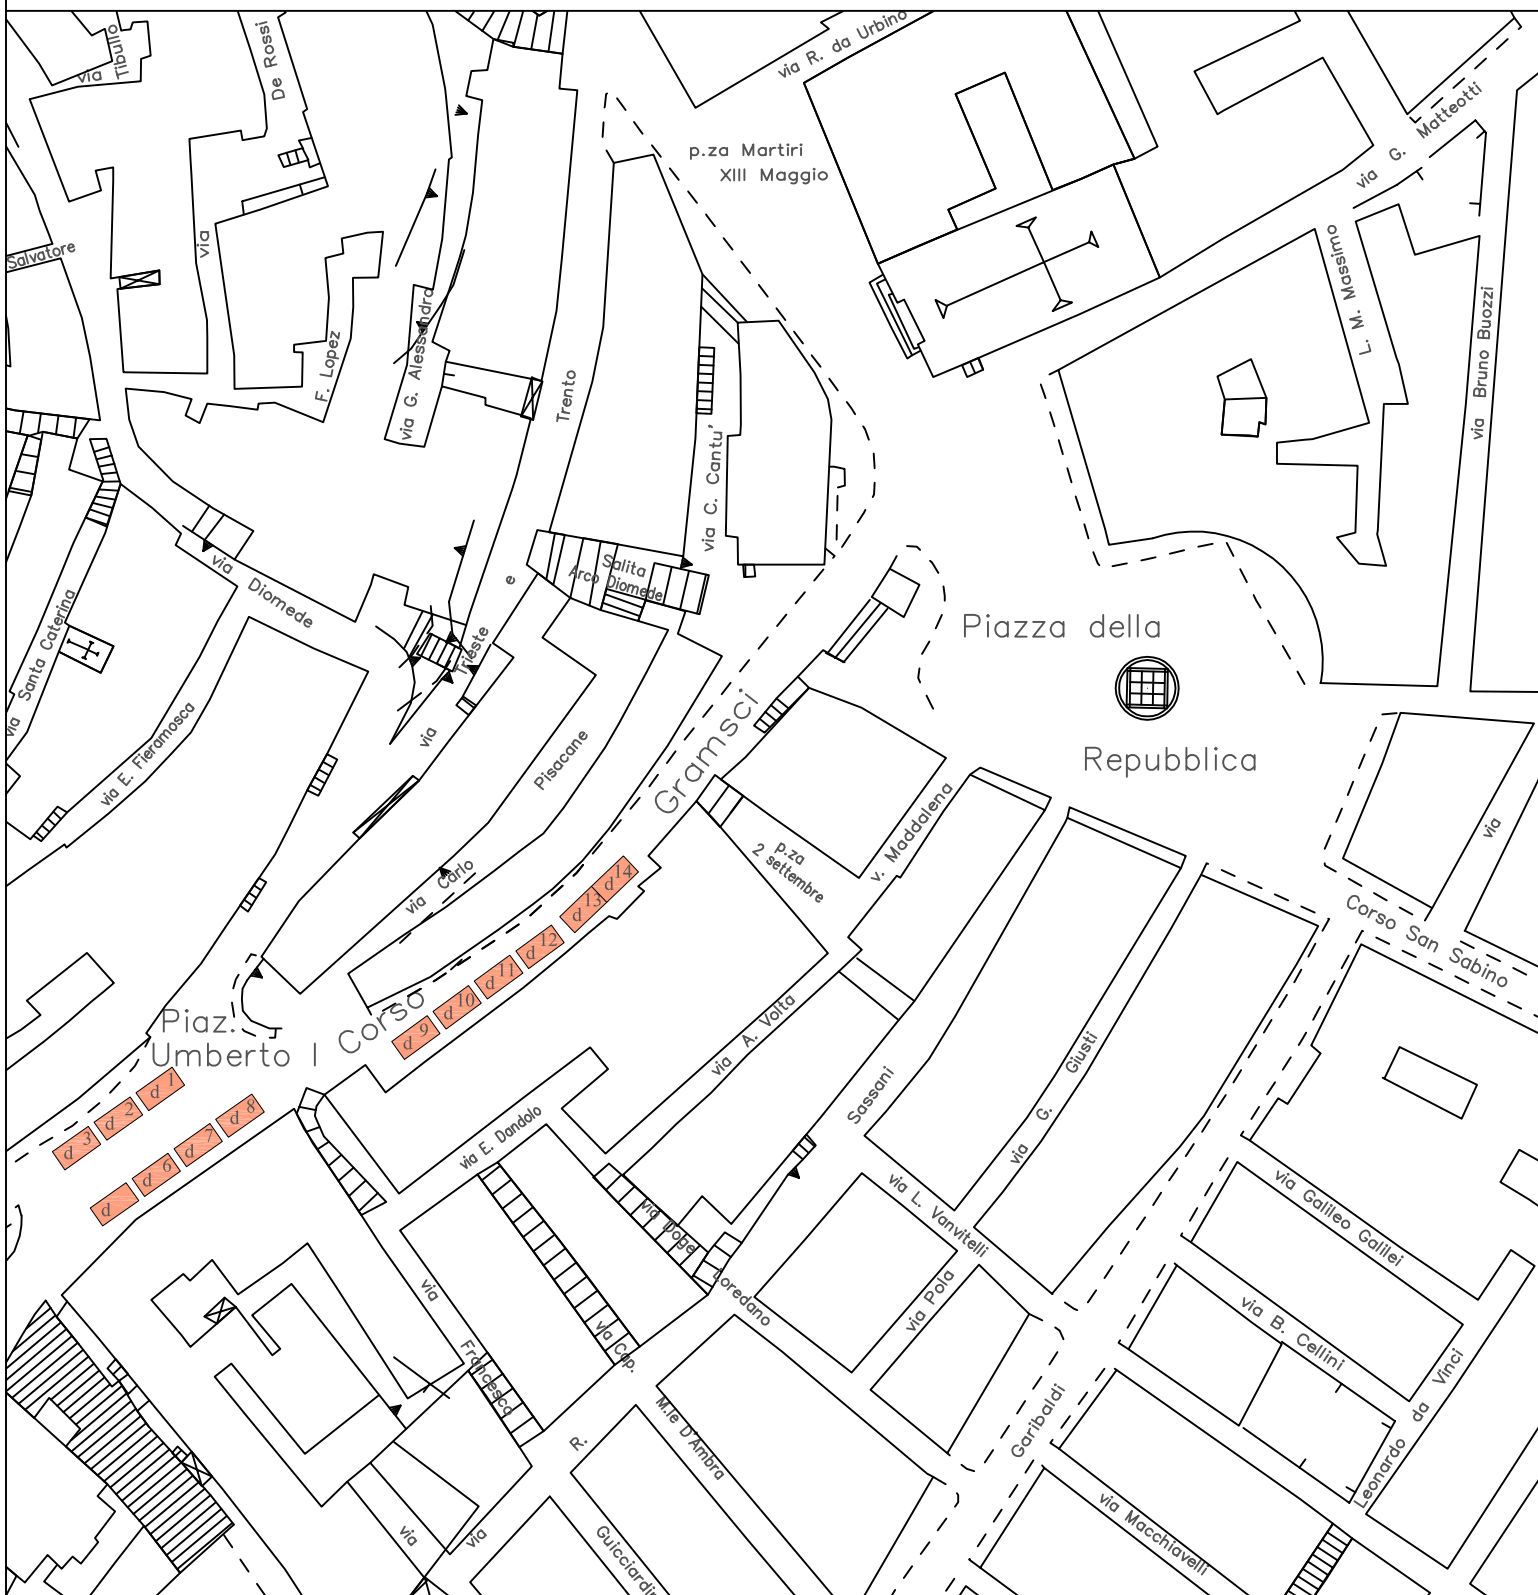 via
Tibullo
De Rossi
via R. da Urbino
p.za Martiri
XIII Maggio
via G. Matteotti
Salvatore
via
F. Lopez
via G. Alessandro
Trento
e
Trieste
via
via C. Cantu'
L. M. Massimo
via Bruno Buozzi
Salita
Arco Diomede
via Diomede
via Santa Caterina
via E. Fieramosca
Piazza della
Repubblica
Pisacane
via Carlo
Gramsci
Corso
p.za
2 settembre
v. Maddalena
via
Corso San Sabino
Piaz.
Umberto I
d 1
d 2
d 3
d
d 6
d 7
d 8
d 9
d 10
d 11
d 12
d 13
d 14
via A. Volta
via E. Dandolo
Sassani
via G. Giusti
via L. Vanvitelli
via Pola
via Doge
Loredano
via Galileo Galilei
via B. Cellini
Leonardo da Vinci
Garibaldi
via Macchiavelli
via
Francesco
via Cap.
M.le D'Ambra
R.
via
via
Guicciardin